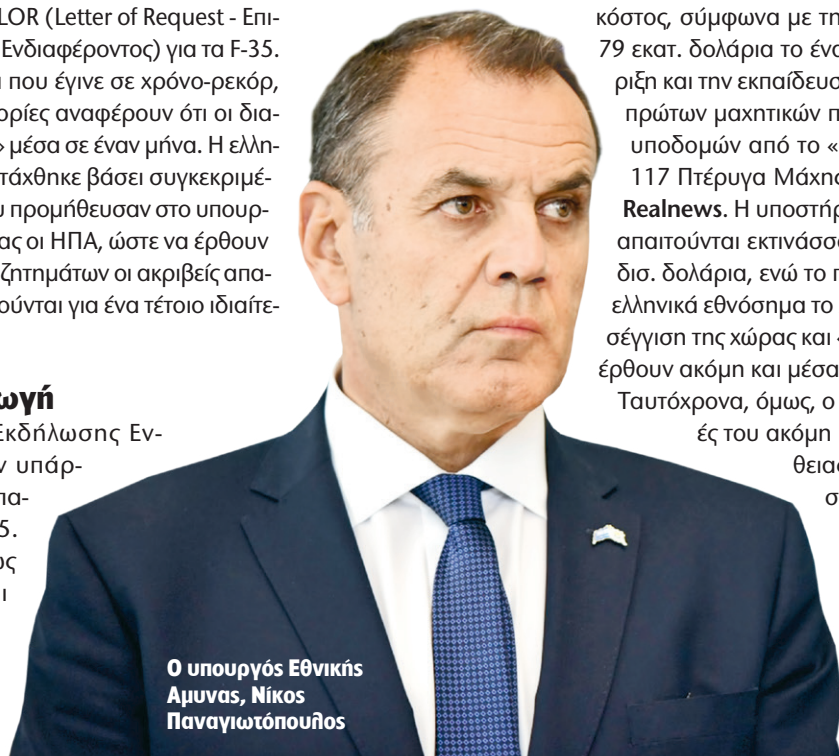 LOR (Letter of Request - Επι-
Ενδιαφέροντος) για τα F-35.
που έγινε σε χρόνο-ρεκόρ,
ορίες αναφέρουν ότι οι δια-
» μέσα σε έναν μήνα. Η ελλη-
τάχθηκε βάσει συγκεκριμέ-
υ προμήθευσαν στο υπουρ-
ας οι ΗΠΑ, ώστε να έρθουν
ζητημάτων οι ακριβείς απα-
ούνται για ένα τέτοιο ιδιαίτε-
ωγή
Εκδήλωσης Εν-
ν υπάρ-
πα-
5.
ως
ι
κόστος, σύμφωνα με τη
79 εκατ. δολάρια το ένα
ριξη και την εκπαίδευσ
πρώτων μαχητικών π
υποδομών από το «
117 Πτέρυγα Μάχης
Realnews. Η υποστήρ
απαιτούνται εκτινάσσο
δισ. δολάρια, ενώ το π
ελληνικά εθνόσημα το
σέγγιση της χώρας και «
έρθουν ακόμη και μέσα
Ταυτόχρονα, όμως, ο
ές του ακόμη
θεια
σ
Ο υπουργός Εθνικής
Αμυνας, Νίκος
Παναγιωτόπουλος